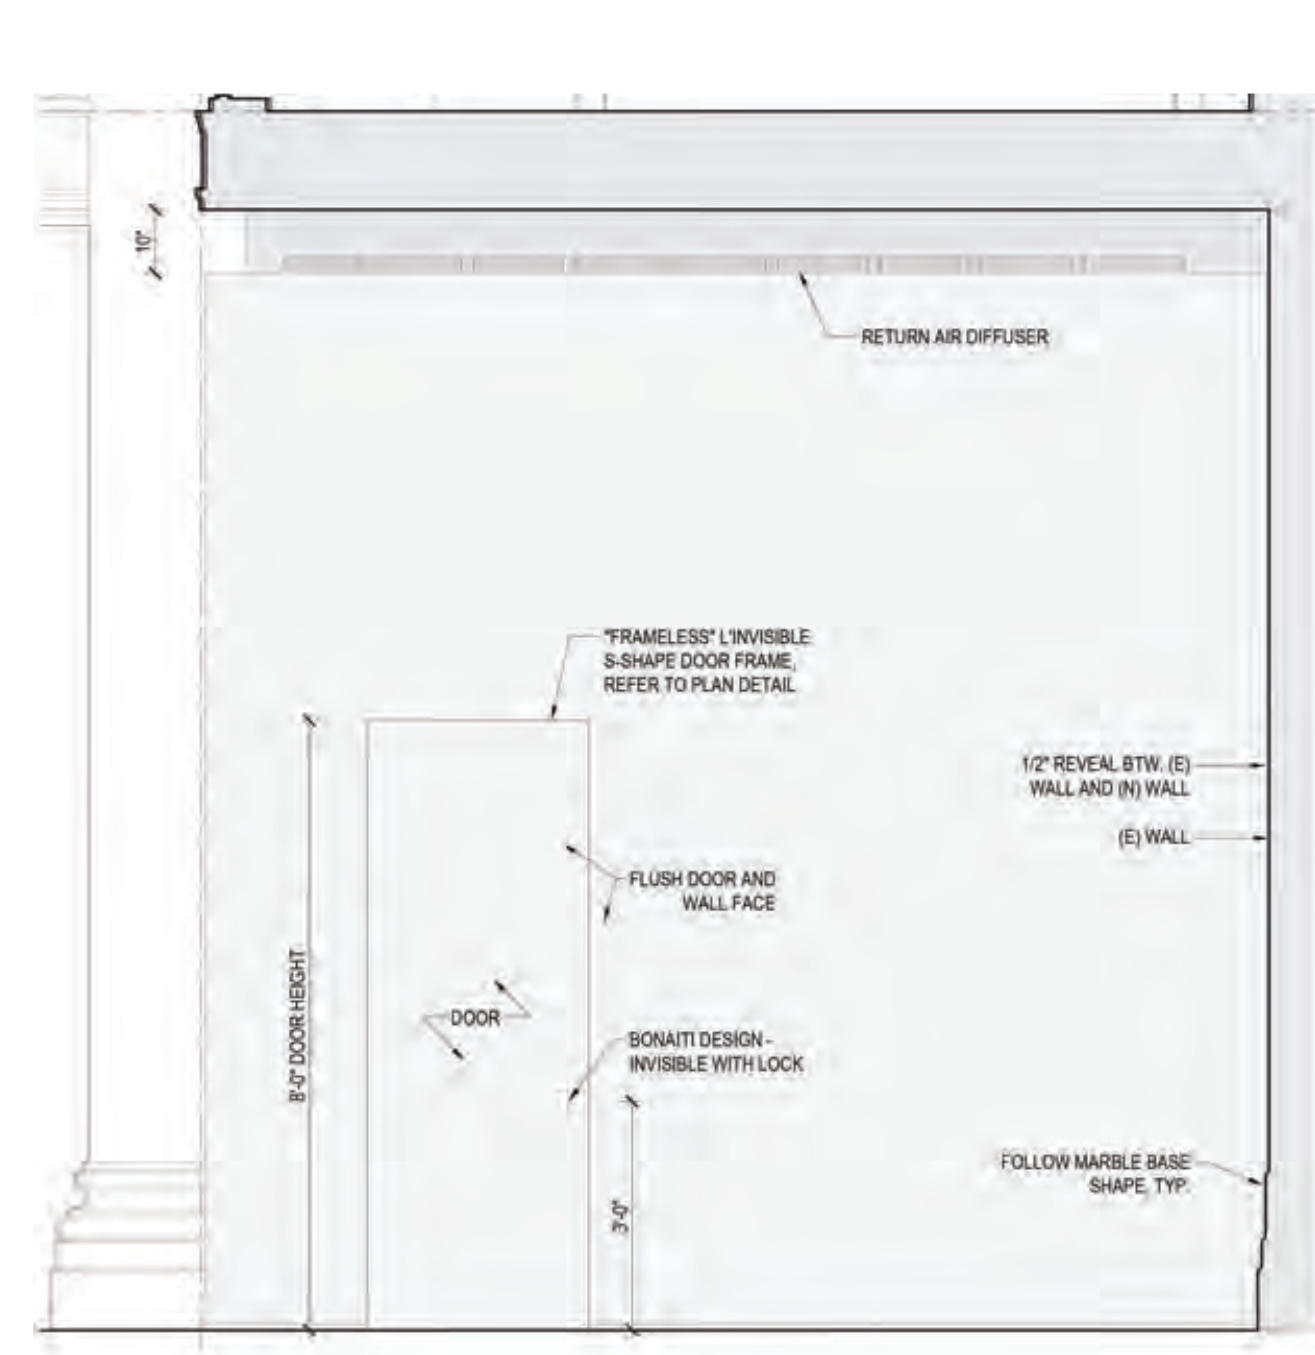 10"
RETURN AIR DIFFUSER
"FRAMELESS" L'INVISIBLE
S-SHAPE DOOR FRAME,
REFER TO PLAN DETAIL
1/2" REVEAL BTW. (E)
WALL AND (N) WALL
(E) WALL
FLUSH DOOR AND
WALL FACE
8'-0" DOOR HEIGHT
DOOR
BONAITI DESIGN -
INVISIBLE WITH LOCK
FOLLOW MARBLE BASE
SHAPE, TYP.
3'-0"